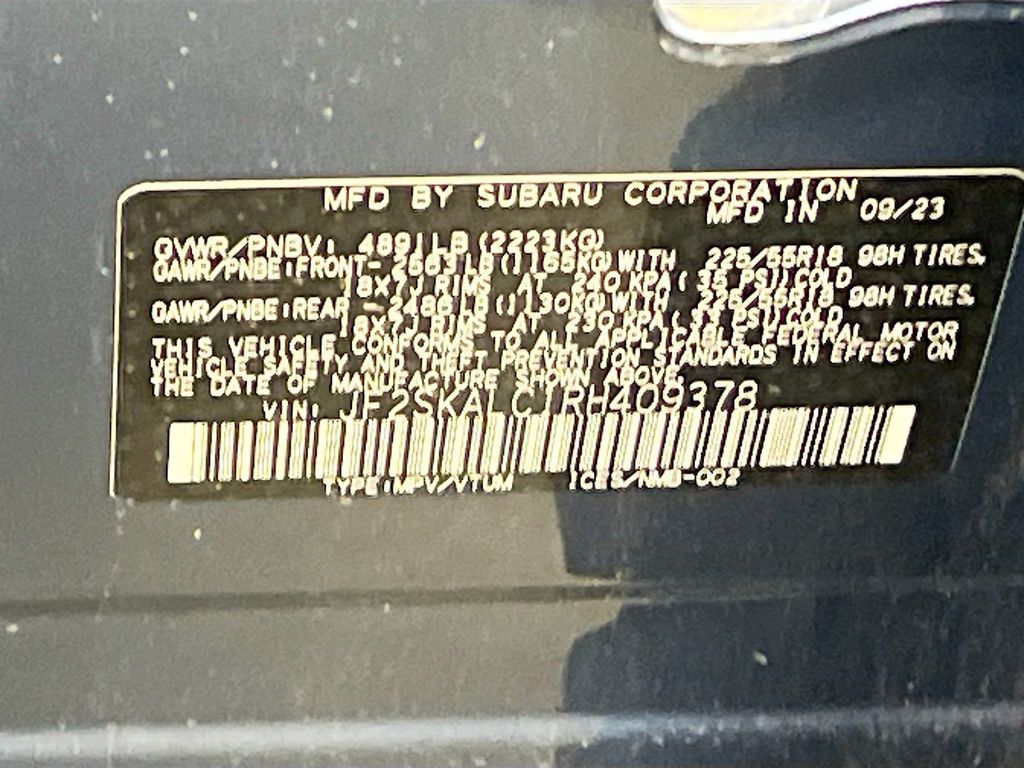 MFD BY SUBARU CORPORATION
MFD IN 09/23
GVWR/PNBV: 4891LB(2223KG)
GAWR/PNBE:FRONT- 2563LB(1165KG)WITH 225/55R18 98H TIRES.
18X7J RIMS AT 240 KPA( 35 PSI)COLD
GAWR/PNBE:REAR -2486LB(1130KG)WITH 225/55R18 98H TIRES.
18X7J RIMS AT 230 KPA( 33 PSI)COLD
THIS VEHICLE CONFORMS TO ALL APPLICABLE FEDERAL MOTOR
VEHICLE SAFETY AND THEFT PREVENTION STANDARDS IN EFFECT ON
THE DATE OF MANUFACTURE SHOWN ABOVE.
VIN: JF2SKALC1RH409378
TYPE:MPV/VTUM ICES/NMB-002